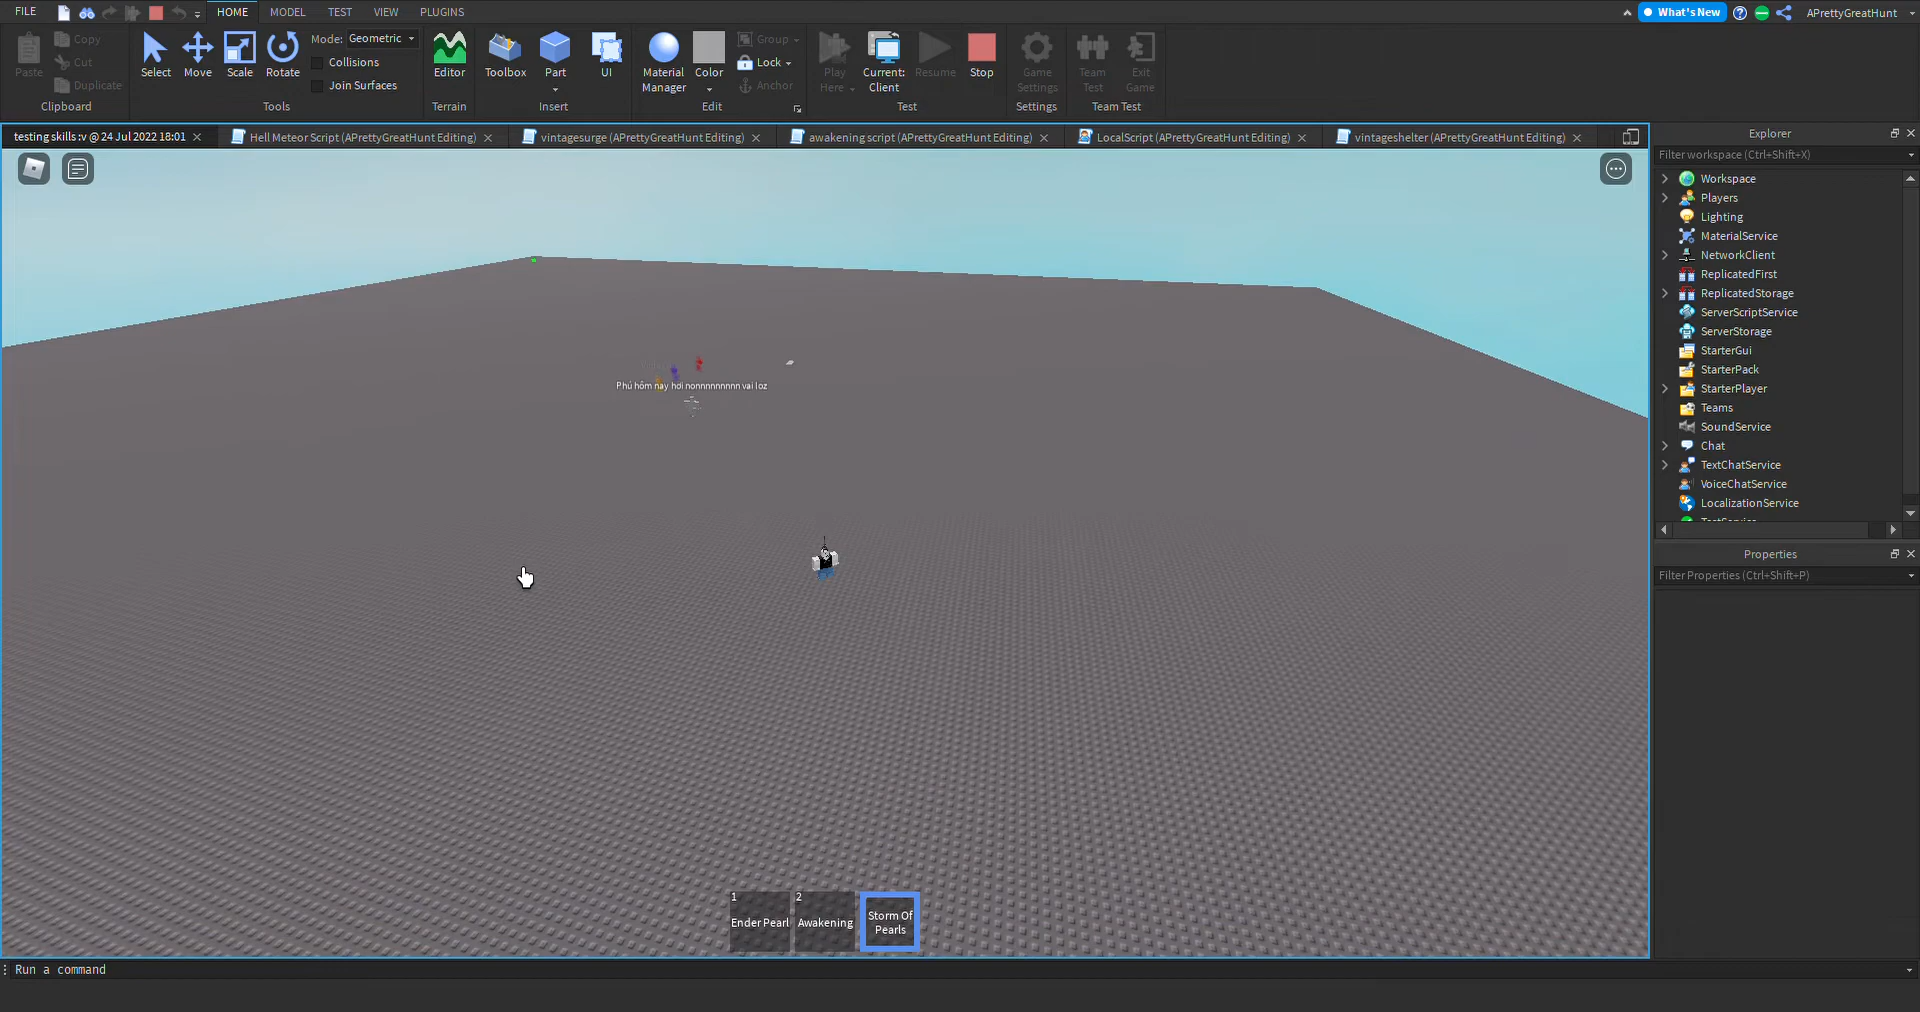 FILE HOME MODEL TEST VIEW PLUGINS What's New APrettyGreatHunt
Paste Copy Cut Duplicate
Clipboard
Select Move Scale Rotate
Mode: Geometric
Collisions
Join Surfaces
Tools
Editor
Terrain
Toolbox Part UI
Insert
Material Manager Color
Group
Lock
Anchor
Edit
Play Here
Current: Client
Resume Stop
Test
Game Settings
Settings
Team Test
Exit Game
Team Test
testing skills :v @ 24 Jul 2022 18:01
Hell Meteor Script (APrettyGreatHunt Editing)
vintagesurge (APrettyGreatHunt Editing)
awakening script (APrettyGreatHunt Editing)
LocalScript (APrettyGreatHunt Editing)
vintageshelter (APrettyGreatHunt Editing)
Phú hôm nay hơi nonnnnnnnnn vai loz
1
Ender Pearl
2
Awakening
Storm Of
Pearls
Explorer
Filter workspace (Ctrl+Shift+X)
Workspace
Players
Lighting
MaterialService
NetworkClient
ReplicatedFirst
ReplicatedStorage
ServerScriptService
ServerStorage
StarterGui
StarterPack
StarterPlayer
Teams
SoundService
Chat
TextChatService
VoiceChatService
LocalizationService
TestService
Properties
Filter Properties (Ctrl+Shift+P)
Run a command